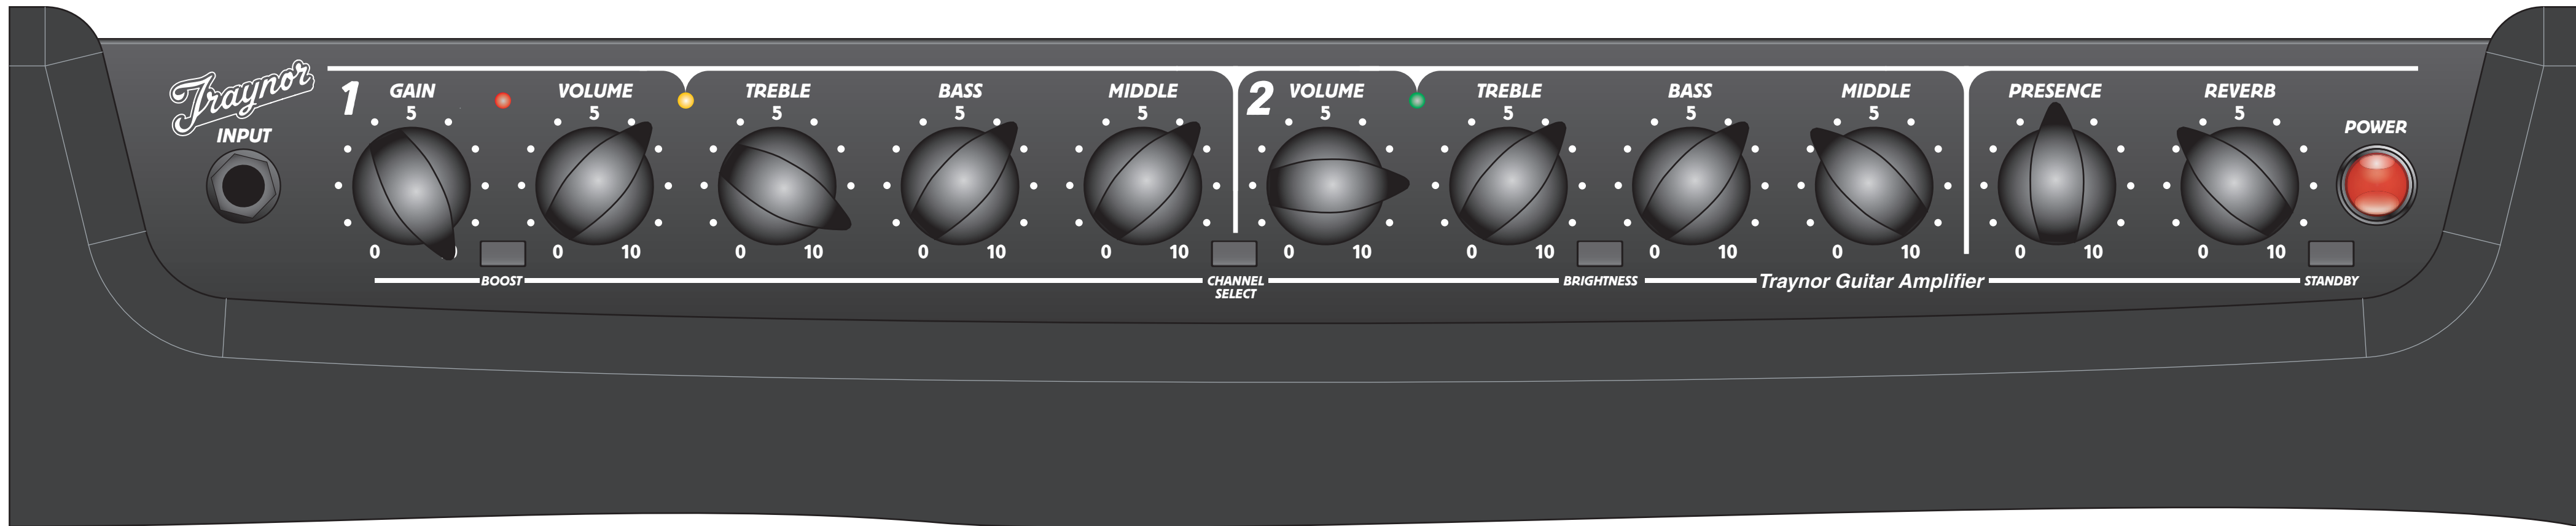 Traynor
INPUT
1 GAIN VOLUME TREBLE BASS MIDDLE 2 VOLUME TREBLE BASS MIDDLE PRESENCE REVERB
5 5 5 5 5 5 5 5 5 5
POWER
0 0 10 0 10 0 10 0 10 0 10 0 10 0 10 0 10 0 10 0 10
BOOST CHANNEL SELECT BRIGHTNESS Traynor Guitar Amplifier STANDBY